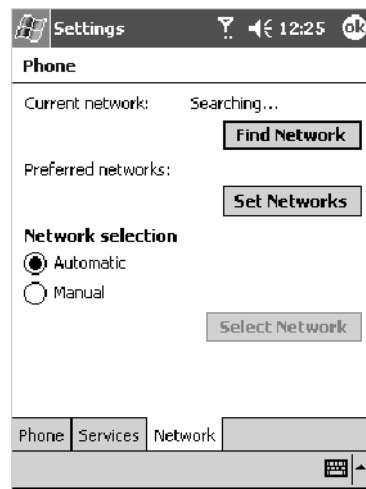 Settings 12:25 ok
Phone
Current network: Searching...
Find Network
Preferred networks:
Set Networks
Network selection
Automatic
Manual
Select Network
Phone Services Network